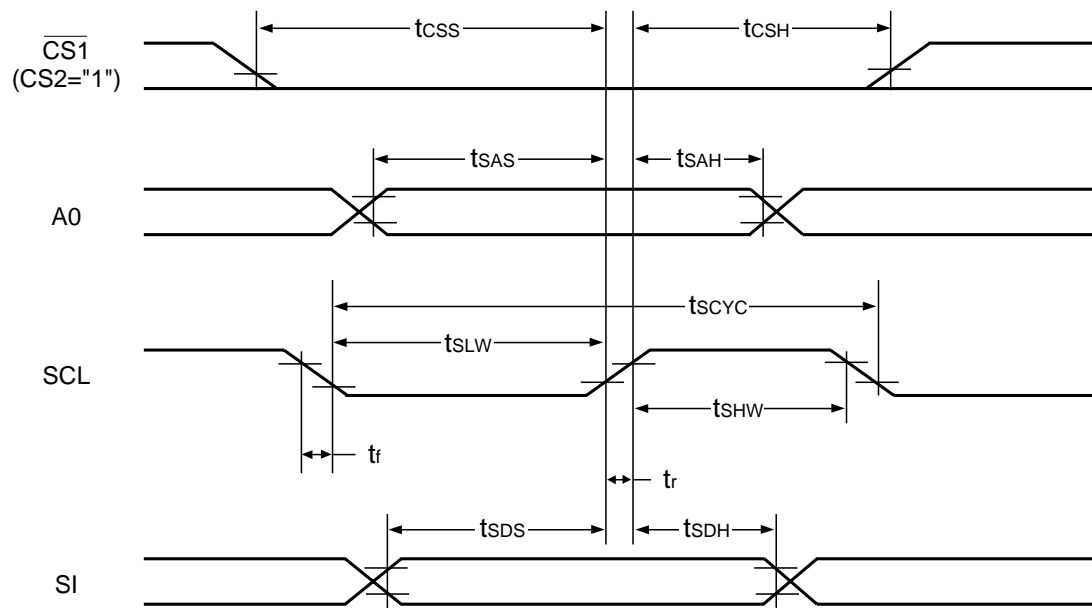 tCSS
tCSH
CS1
(CS2="1")
tSAS
tSAH
A0
tSCYC
tSLW
SCL
tSHW
tf
tr
tSDS
tSDH
SI